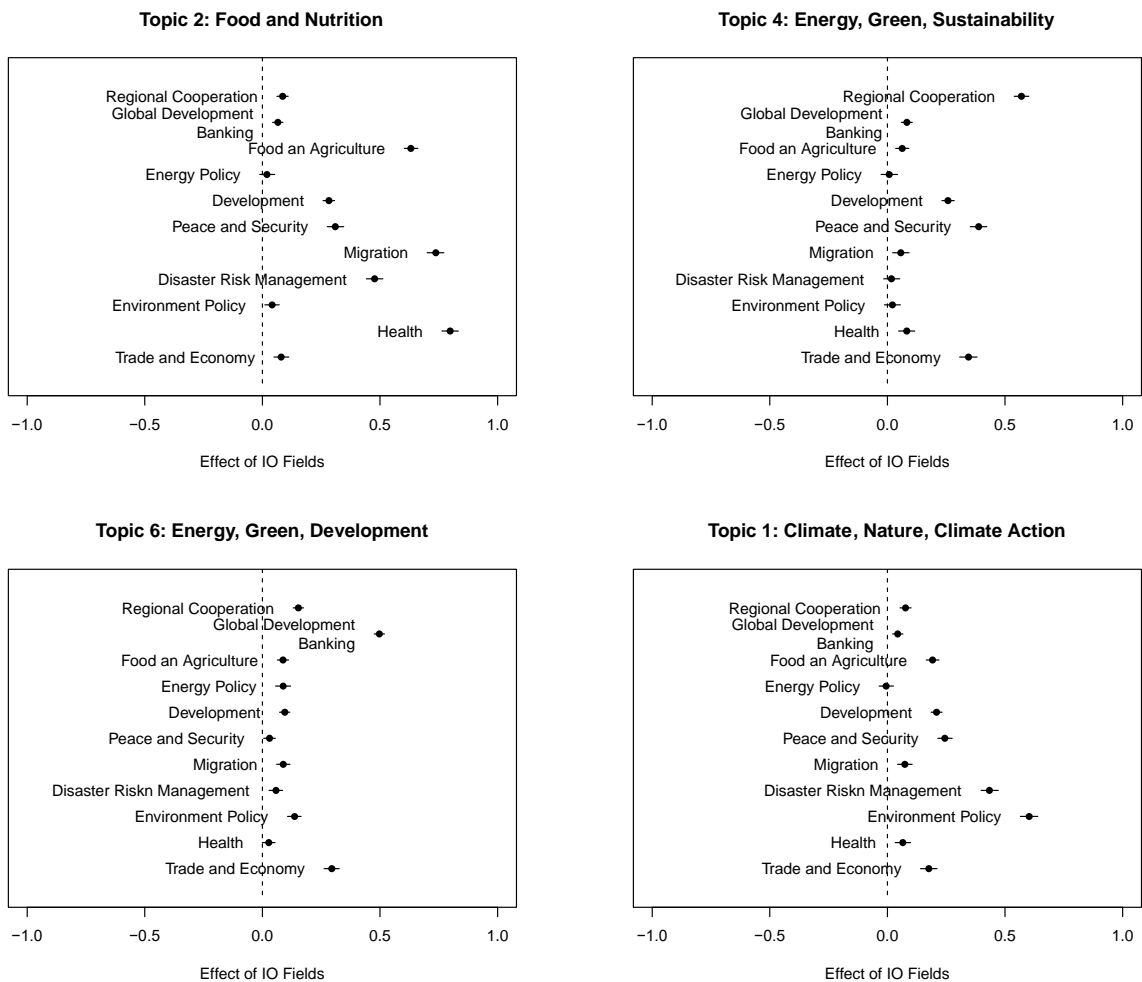 Topic 2: Food and Nutrition
Regional Cooperation
Global Development
Banking
Food an Agriculture
Energy Policy
Development
Peace and Security
Migration
Disaster Risk Management
Environment Policy
Health
Trade and Economy
−1.0 −0.5 0.0 0.5 1.0
Effect of IO Fields
Topic 4: Energy, Green, Sustainability
Regional Cooperation
Global Development
Banking
Food an Agriculture
Energy Policy
Development
Peace and Security
Migration
Disaster Risk Management
Environment Policy
Health
Trade and Economy
−1.0 −0.5 0.0 0.5 1.0
Effect of IO Fields
Topic 6: Energy, Green, Development
Regional Cooperation
Global Development
Banking
Food an Agriculture
Energy Policy
Development
Peace and Security
Migration
Disaster Riskn Management
Environment Policy
Health
Trade and Economy
−1.0 −0.5 0.0 0.5 1.0
Effect of IO Fields
Topic 1: Climate, Nature, Climate Action
Regional Cooperation
Global Development
Banking
Food an Agriculture
Energy Policy
Development
Peace and Security
Migration
Disaster Riskn Management
Environment Policy
Health
Trade and Economy
−1.0 −0.5 0.0 0.5 1.0
Effect of IO Fields